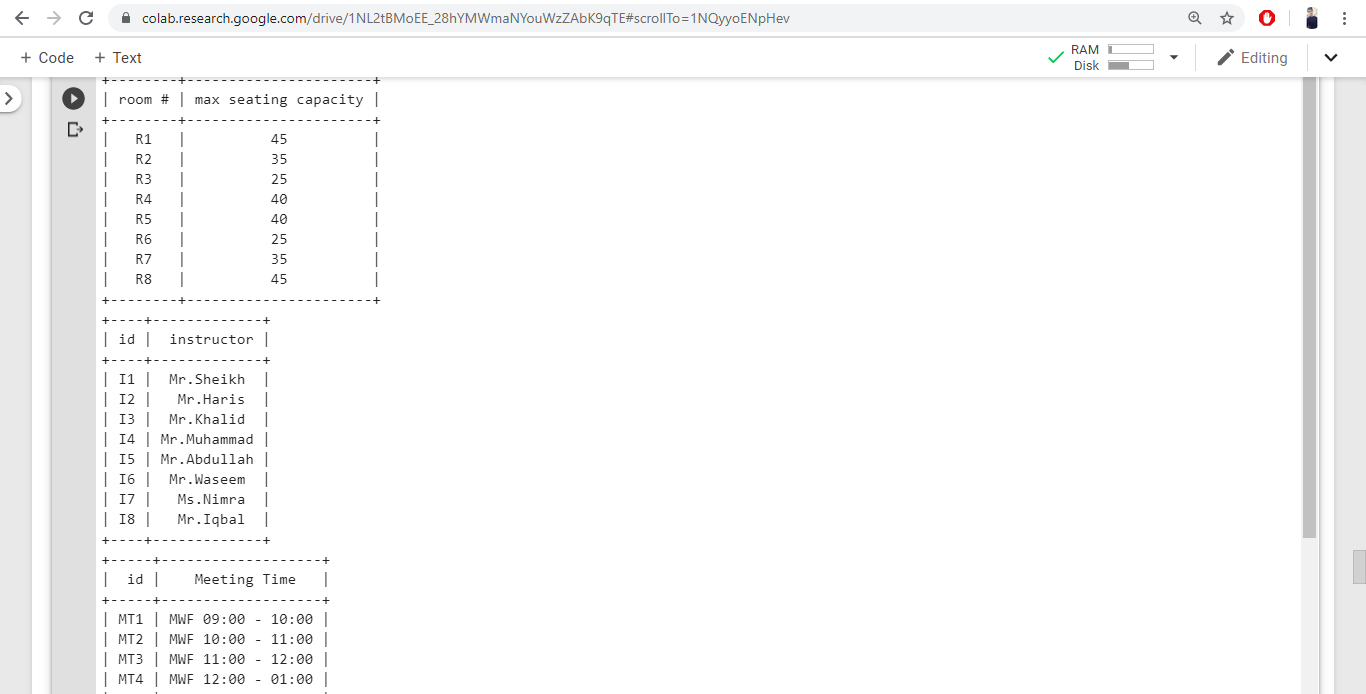 colab.research.google.com/drive/1NL2tBMoEE_28hYMWmaNYouWzZAbK9qTE#scrollTo=1NQyyoENpHev
+ Code + Text
RAM
Disk
Editing
+--------+----------------------+
| room # | max seating capacity |
+--------+----------------------+
|   R1   |          45          |
|   R2   |          35          |
|   R3   |          25          |
|   R4   |          40          |
|   R5   |          40          |
|   R6   |          25          |
|   R7   |          35          |
|   R8   |          45          |
+--------+----------------------+
+----+-------------+
| id |  instructor |
+----+-------------+
| I1 |  Mr.Sheikh  |
| I2 |   Mr.Haris  |
| I3 |  Mr.Khalid  |
| I4 | Mr.Muhammad |
| I5 | Mr.Abdullah |
| I6 |  Mr.Waseem  |
| I7 |   Ms.Nimra  |
| I8 |   Mr.Iqbal  |
+----+-------------+
+-----+-------------------+
|  id |    Meeting Time   |
+-----+-------------------+
| MT1 | MWF 09:00 - 10:00 |
| MT2 | MWF 10:00 - 11:00 |
| MT3 | MWF 11:00 - 12:00 |
| MT4 | MWF 12:00 - 01:00 |